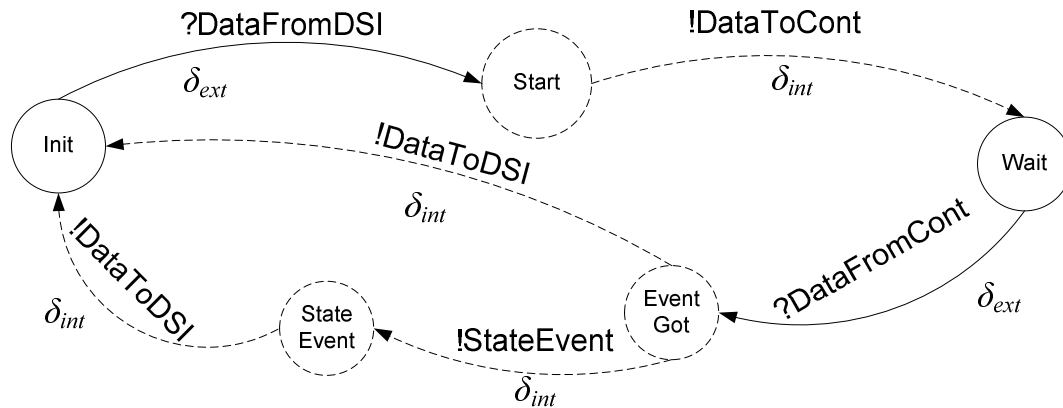 ?DataFromDSI
!DataToCont
δext
Start
δint
Init
!DataToDSI
Wait
δint
!DataToDSI
?DataFromCont
δint
State
Event
!StateEvent
Event
Got
δext
δint